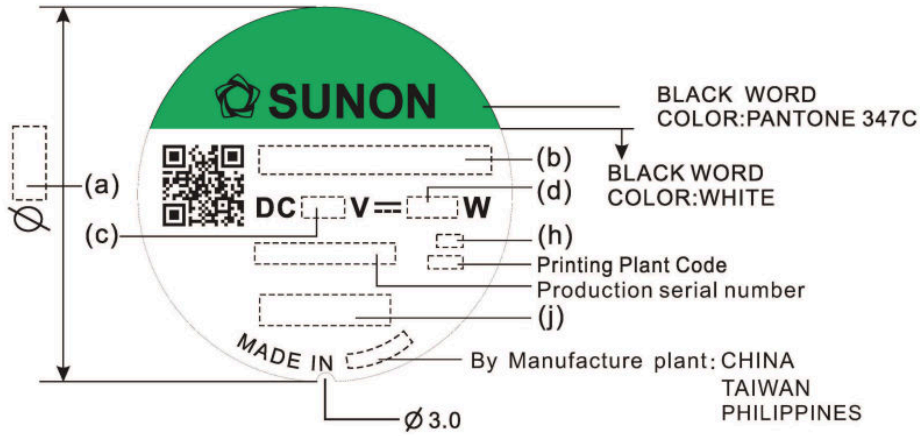 SUNON
BLACK WORD
COLOR:PANTONE 347C
(b)
BLACK WORD
COLOR:WHITE
(a)
(d)
DC V W
(c)
(h)
Printing Plant Code
Production serial number
(j)
MADE IN
By Manufacture plant: CHINA
TAIWAN
PHILIPPINES
Ø
Ø 3.0